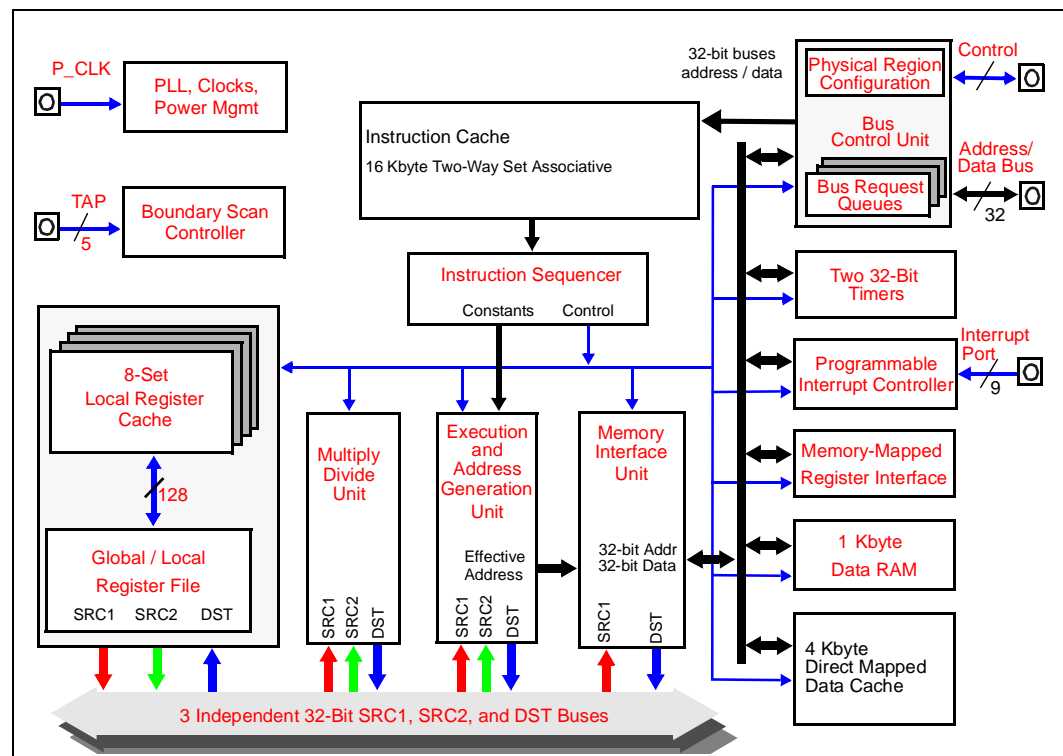 P_CLK
PLL, Clocks,
Power Mgmt
TAP
5
Boundary Scan
Controller
32-bit buses
address / data
Instruction Cache
16 Kbyte Two-Way Set Associative
Instruction Sequencer
Constants
Control
Physical Region
Configuration
Bus
Control Unit
Bus Request
Queues
Control
Address/
Data Bus
32
Two 32-Bit
Timers
Programmable
Interrupt Controller
Interrupt
Port
9
Memory-Mapped
Register Interface
1 Kbyte
Data RAM
4 Kbyte
Direct Mapped
Data Cache
8-Set
Local Register
Cache
128
Global / Local
Register File
SRC1
SRC2
DST
Multiply
Divide
Unit
SRC1
SRC2
DST
Execution
and
Address
Generation
Unit
Effective
Address
SRC1
SRC2
DST
Memory
Interface
Unit
32-bit Addr
32-bit Data
SRC1
DST
3 Independent 32-Bit SRC1, SRC2, and DST Buses